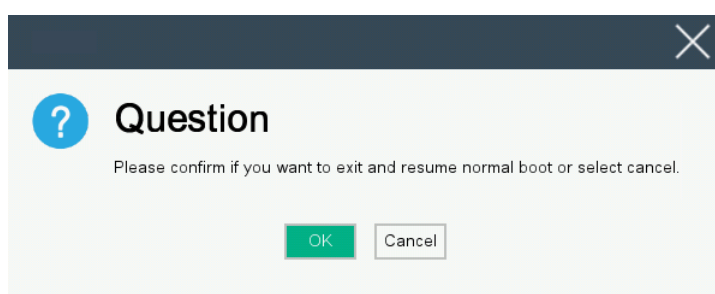 ?
Question
Please confirm if you want to exit and resume normal boot or select cancel.
OK Cancel